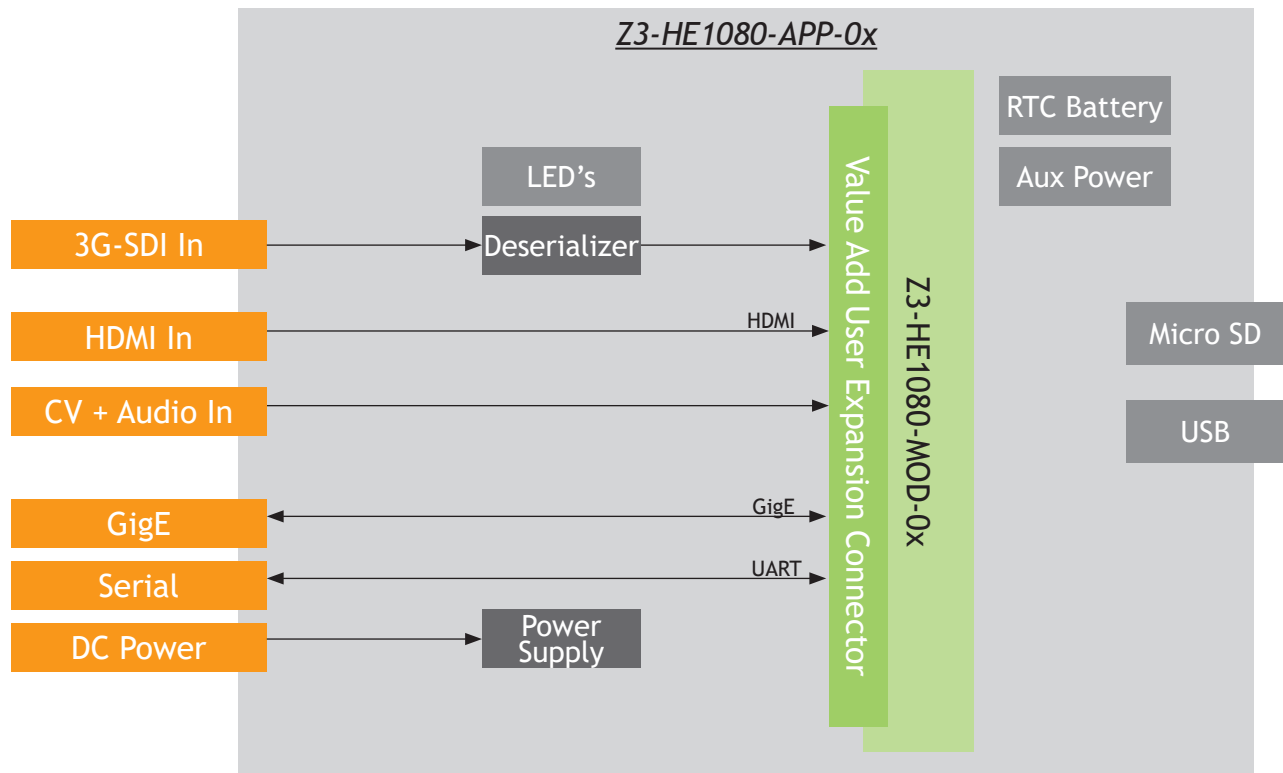 Z3-HE1080-APP-0x
RTC Battery
LED's
Aux Power
3G-SDI In
Deserializer
HDMI In
HDMI
Micro SD
CV + Audio In
USB
Value Add User Expansion Connector
Z3-HE1080-MOD-0x
GigE
GigE
Serial
UART
DC Power
Power
Supply